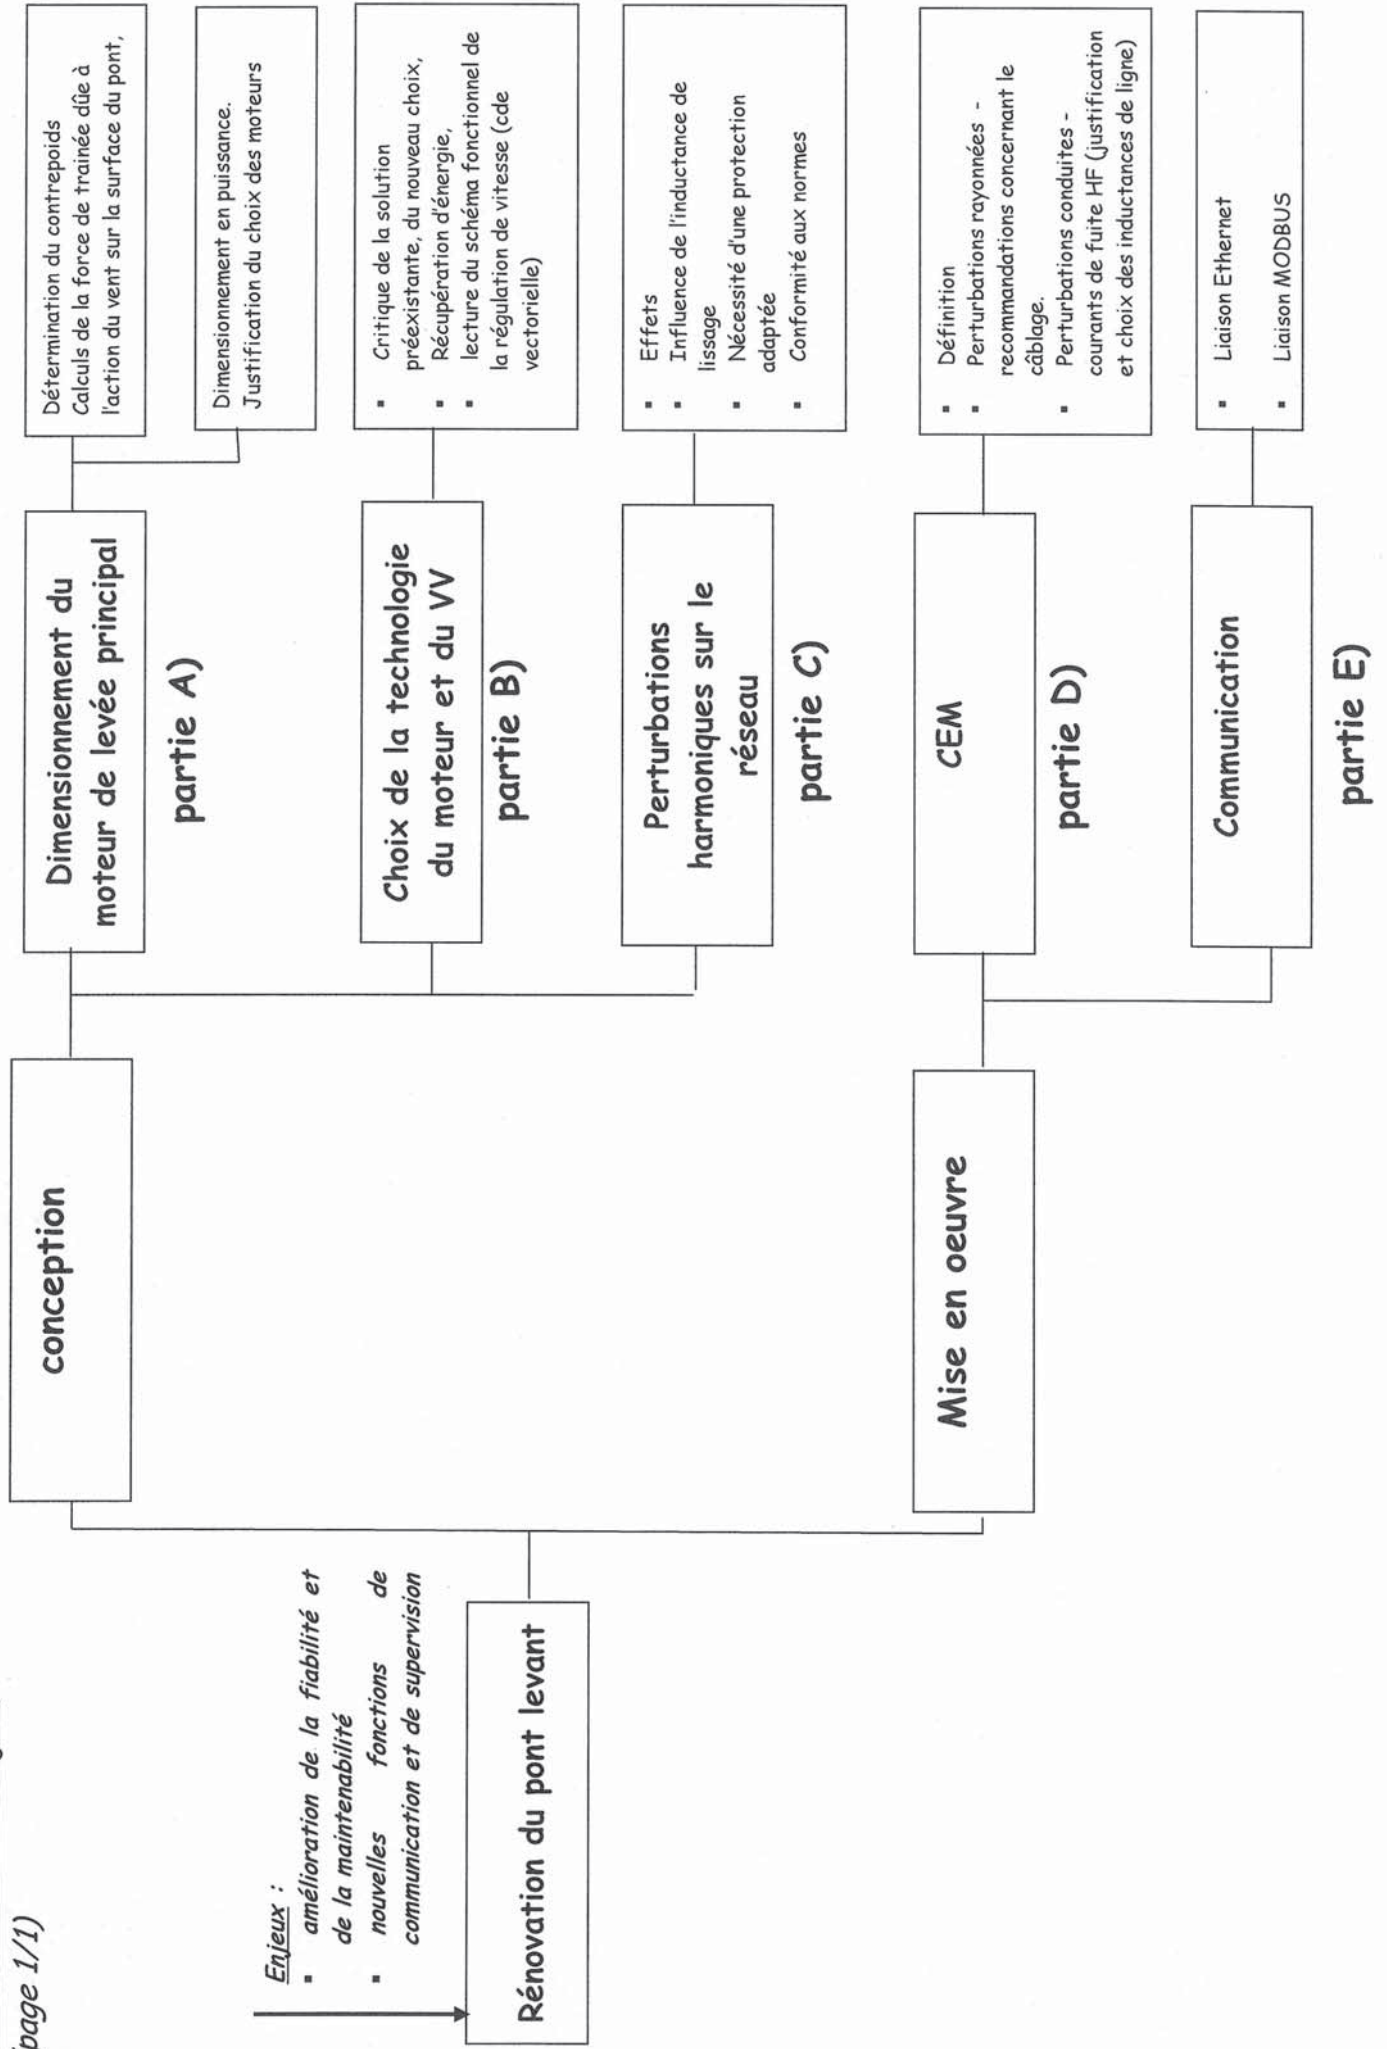 (page 1/1)
Enjeux :
▪ amélioration de la fiabilité et
de la maintenabilité
▪ nouvelles fonctions de
communication et de supervision
Rénovation du pont levant
conception
Dimensionnement du
moteur de levée principal
partie A)
Détermination du contrepoids
Calculs de la force de trainée dûe à
l'action du vent sur la surface du pont,
Dimensionnement en puissance.
Justification du choix des moteurs
Choix de la technologie
du moteur et du VV
partie B)
▪ Critique de la solution
préexistante, du nouveau choix,
▪ Récupération d'énergie,
▪ lecture du schéma fonctionnel de
la régulation de vitesse (cde
vectorielle)
Perturbations
harmoniques sur le
réseau
partie C)
▪ Effets
▪ Influence de l'inductance de
lissage
▪ Nécessité d'une protection
adaptée
▪ Conformité aux normes
Mise en oeuvre
CEM
partie D)
▪ Définition
▪ Perturbations rayonnées -
recommandations concernant le
câblage.
▪ Perturbations conduites -
courants de fuite HF (justification
et choix des inductances de ligne)
Communication
partie E)
▪ Liaison Ethernet
▪ Liaison MODBUS